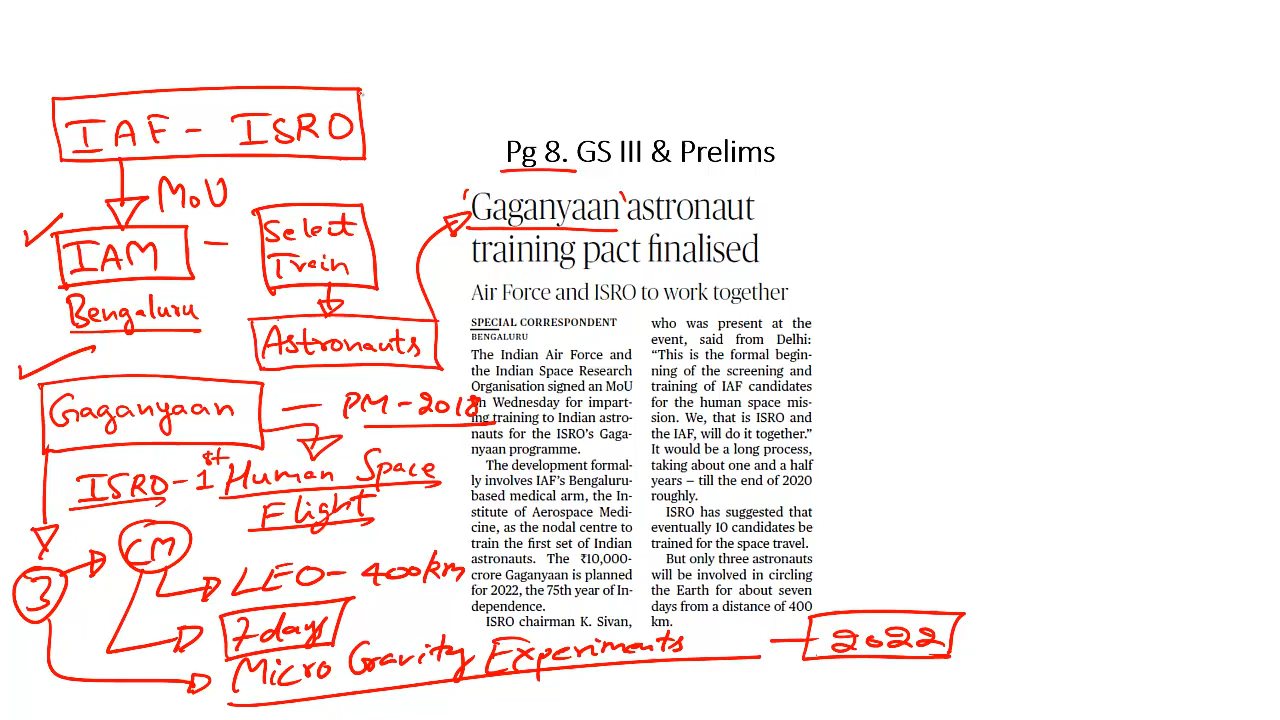 IAF - ISRO
MoU
IAM -
Bengaluru
Select
Train
Astronauts
Gaganyaan - PM - 2018
ISRO - 1st Human Space
Flight
3
CM
LEO - 400km
7 days
Micro Gravity Experiments - 2022
Pg 8. GS III & Prelims
'Gaganyaan' astronaut
training pact finalised
Air Force and ISRO to work together
SPECIAL CORRESPONDENT
BENGALURU
The Indian Air Force and
the Indian Space Research
Organisation signed an MoU
on Wednesday for impart-
ing training to Indian astro-
nauts for the ISRO's Gaga-
nyaan programme.
The development formal-
ly involves IAF's Bengaluru-
based medical arm, the In-
stitute of Aerospace Medi-
cine, as the nodal centre to
train the first set of Indian
astronauts. The ₹10,000-
crore Gaganyaan is planned
for 2022, the 75th year of In-
dependence.
ISRO chairman K. Sivan,
who was present at the
event, said from Delhi:
“This is the formal begin-
ning of the screening and
training of IAF candidates
for the human space mis-
sion. We, that is ISRO and
the IAF, will do it together.”
It would be a long process,
taking about one and a half
years – till the end of 2020
roughly.
ISRO has suggested that
eventually 10 candidates be
trained for the space travel.
But only three astronauts
will be involved in circling
the Earth for about seven
days from a distance of 400
km.